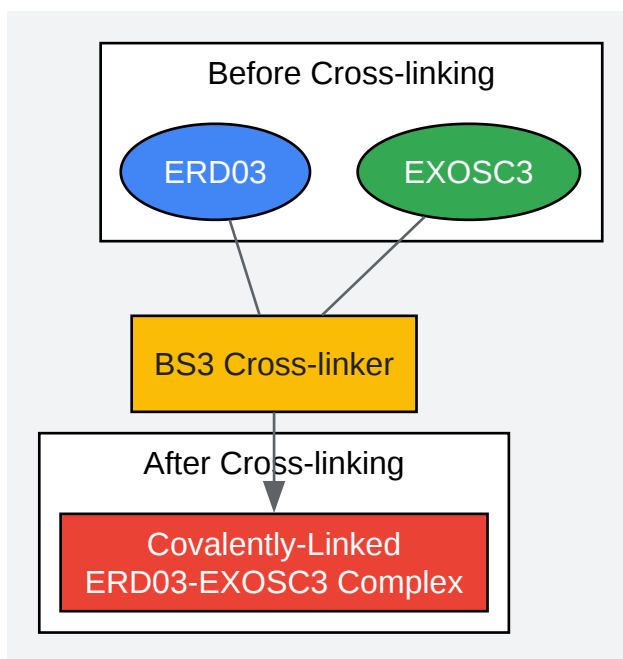 Before Cross-linking
ERD03
EXOSC3
BS3 Cross-linker
After Cross-linking
Covalently-Linked
ERD03-EXOSC3 Complex